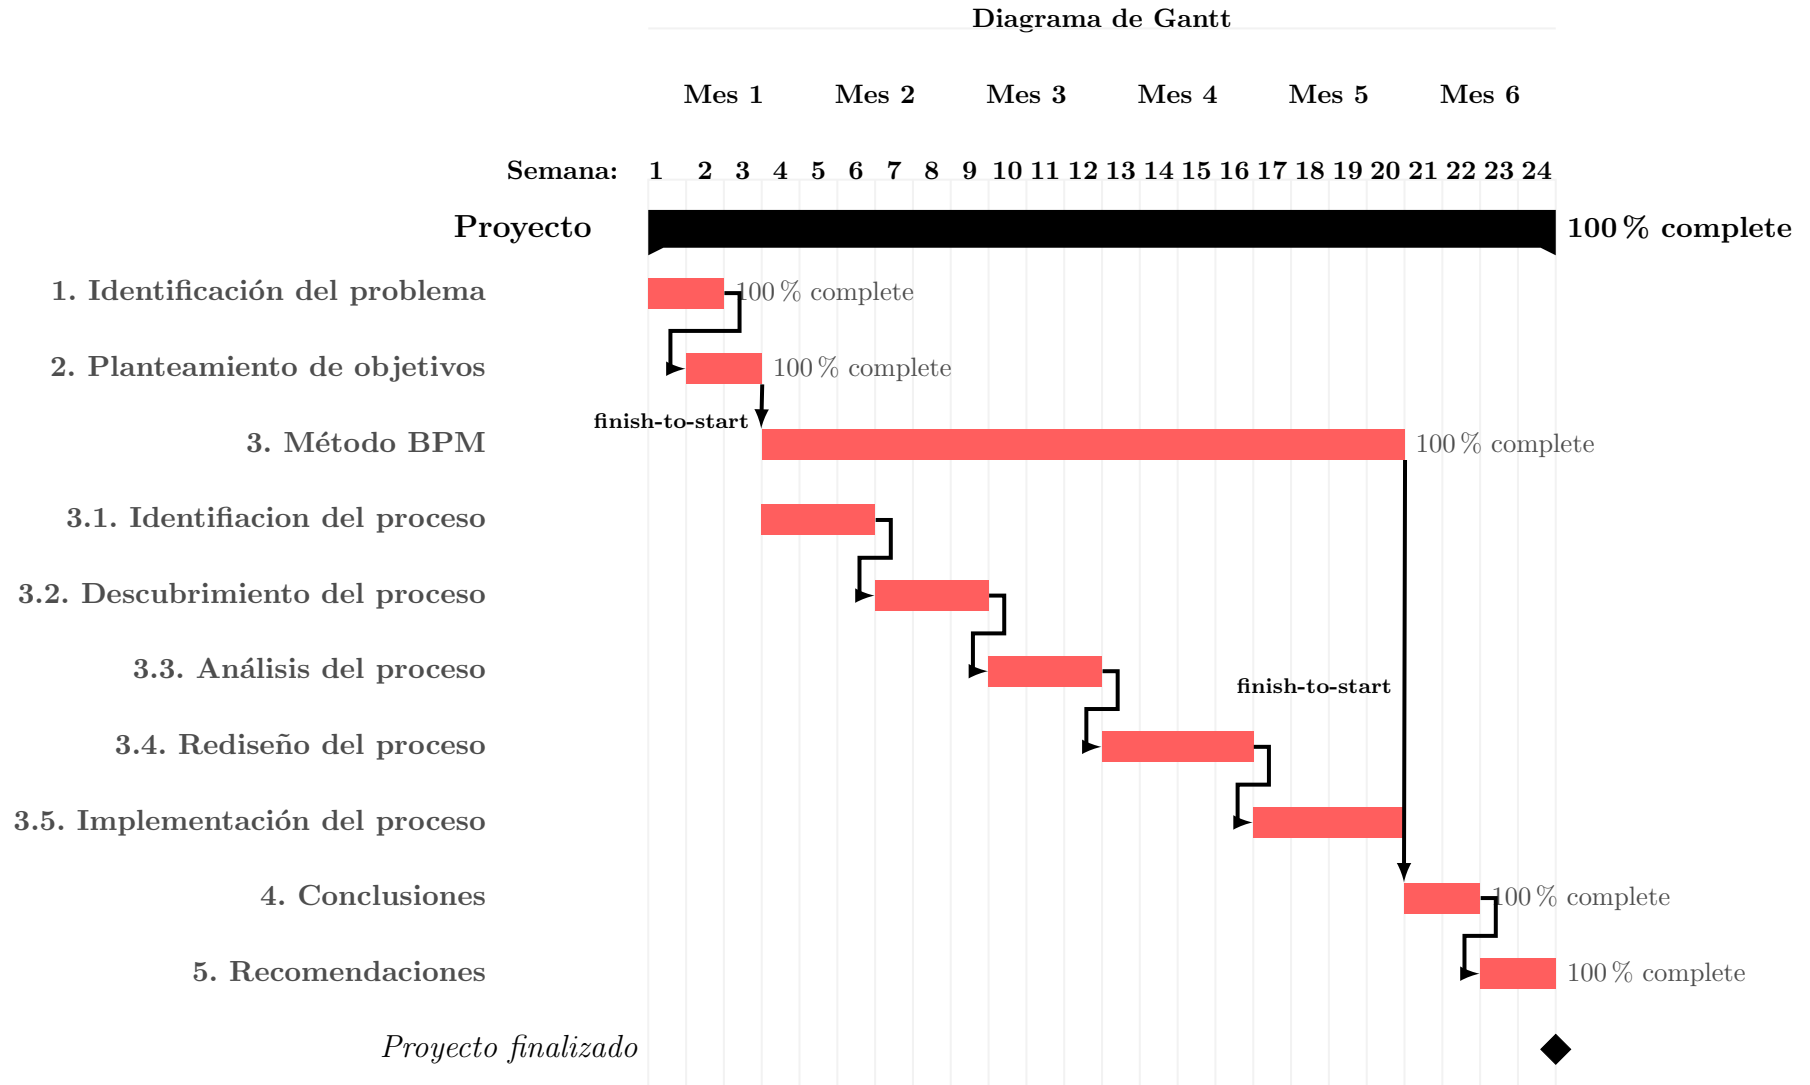 Diagrama de Gantt
Mes 1 Mes 2 Mes 3 Mes 4 Mes 5 Mes 6
Semana: 1 2 3 4 5 6 7 8 9 10 11 12 13 14 15 16 17 18 19 20 21 22 23 24
Proyecto 100 % complete
1. Identificación del problema 100 % complete
2. Planteamiento de objetivos 100 % complete
finish-to-start
3. Método BPM 100 % complete
3.1. Identifiacion del proceso
3.2. Descubrimiento del proceso
3.3. Análisis del proceso
finish-to-start
3.4. Rediseño del proceso
3.5. Implementación del proceso
4. Conclusiones 100 % complete
5. Recomendaciones 100 % complete
Proyecto finalizado